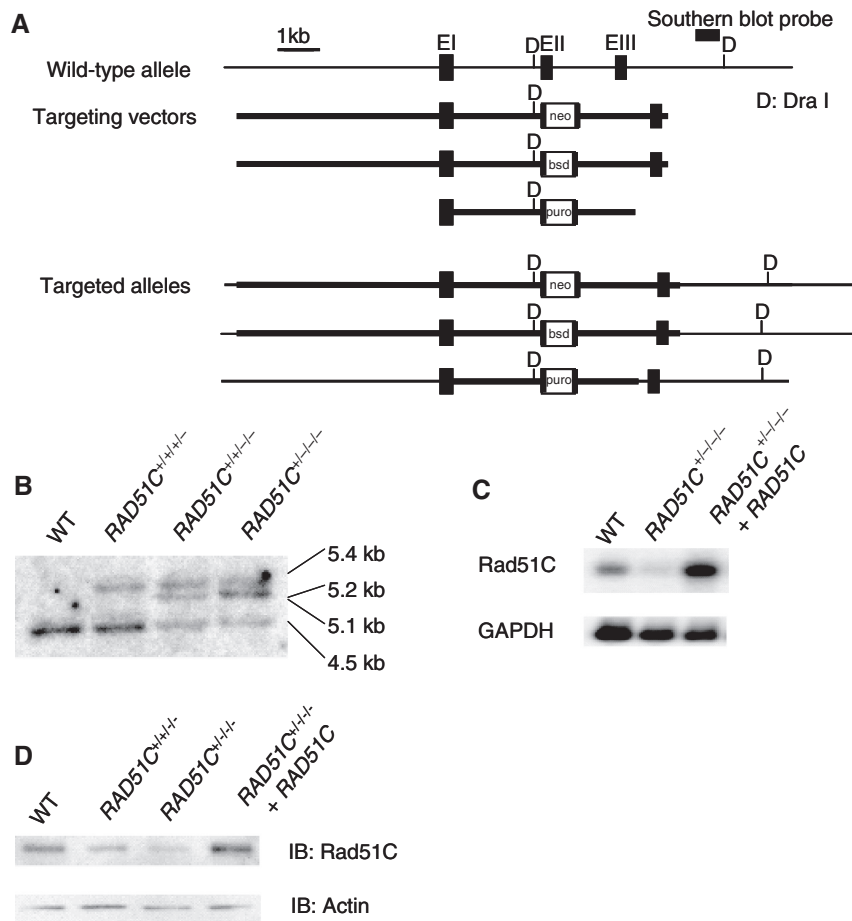 A
1kb
Southern blot probe
EI
D
EII
EIII
D
Wild-type allele
D: Dra I
Targeting vectors
D
neo
D
bsd
D
puro
Targeted alleles
D
neo
D
D
bsd
D
D
puro
D
B
WT
RAD51C+/+/+/–
RAD51C+/+/–/–
RAD51C+/–/–/–
5.4 kb
5.2 kb
5.1 kb
4.5 kb
C
WT
RAD51C+/–/–/–
RAD51C+/–/–/–
+ RAD51C
Rad51C
GAPDH
D
WT
RAD51C+/+/-/-
RAD51C+/-/-/-
RAD51C+/-/-/-
+ RAD51C
IB: Rad51C
IB: Actin